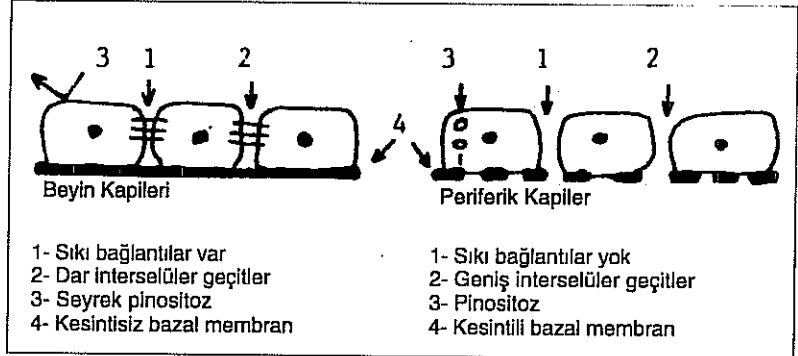 3 1 2 3 1 2
4
Beyin Kapileri
Periferik Kapiler
1- Sıkı bağlantılar var
2- Dar interselüler geçitler
3- Seyrek pinositoz
4- Kesintisiz bazal membran
1- Sıkı bağlantılar yok
2- Geniş interselüler geçitler
3- Pinositoz
4- Kesintili bazal membran